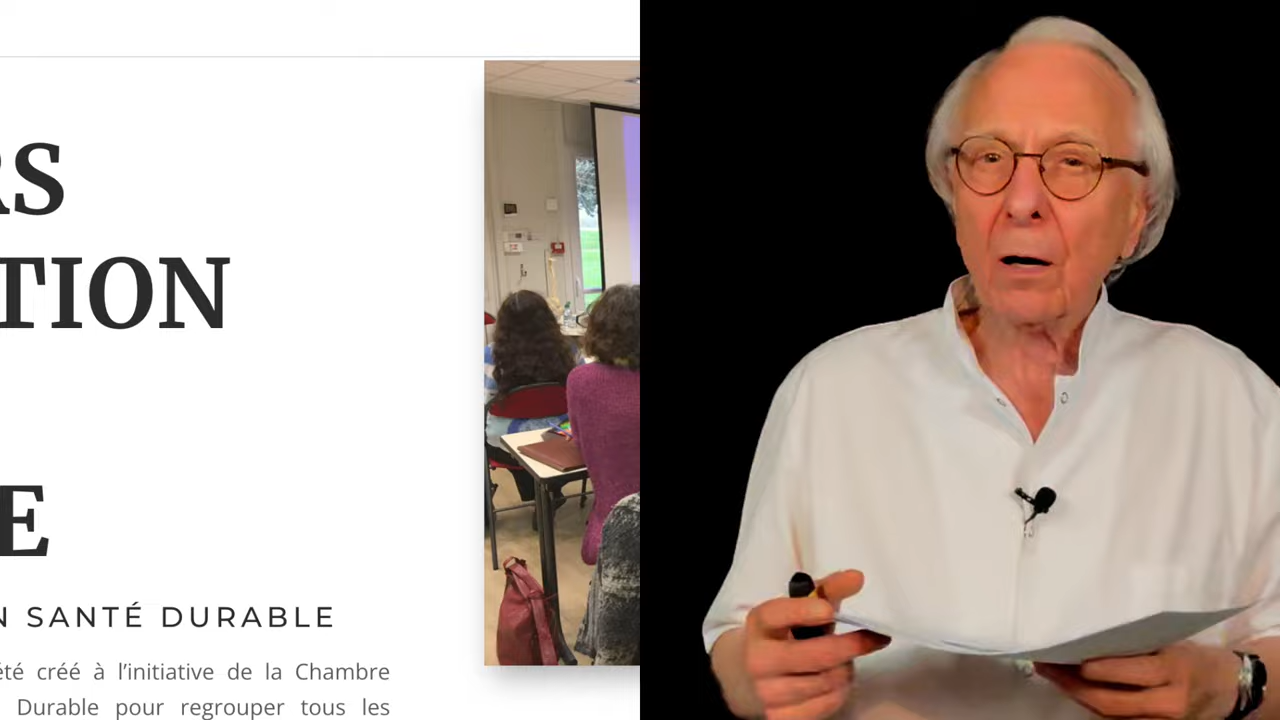 RS
TION
E
N SANTÉ DURABLE
été créé à l’initiative de la Chambre
Durable pour regrouper tous les